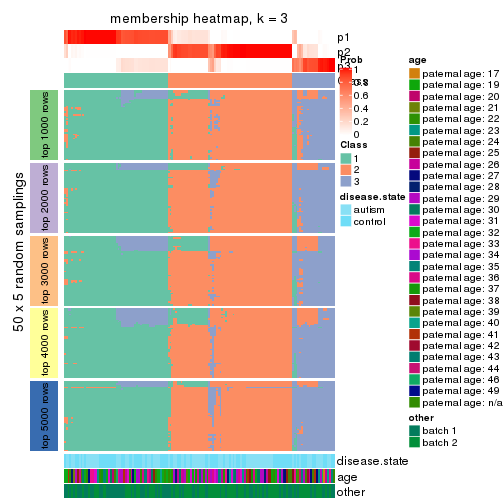 membership heatmap, k = 3
p1
p2
p3
Prob
1
0.8
0.6
0.4
0.2
0
Class
1
2
3
disease.state
autism
control
age
paternal age: 17
paternal age: 19
paternal age: 20
paternal age: 21
paternal age: 22
paternal age: 23
paternal age: 24
paternal age: 25
paternal age: 26
paternal age: 27
paternal age: 28
paternal age: 29
paternal age: 30
paternal age: 31
paternal age: 32
paternal age: 33
paternal age: 34
paternal age: 35
paternal age: 36
paternal age: 37
paternal age: 38
paternal age: 39
paternal age: 40
paternal age: 41
paternal age: 42
paternal age: 43
paternal age: 44
paternal age: 46
paternal age: 49
paternal age: n/a
other
batch 1
batch 2
50 x 5 random samplings
top 1000 rows
top 2000 rows
top 3000 rows
top 4000 rows
top 5000 rows
disease.state
age
other